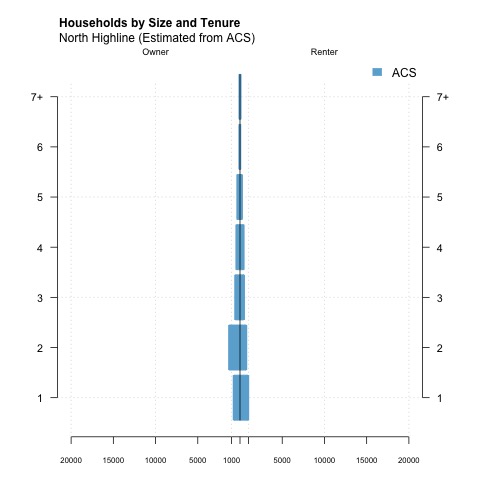 Households by Size and Tenure
North Highline (Estimated from ACS)
Owner Renter
ACS
7+ 7+
6 6
5 5
4 4
3 3
2 2
1 1
20000 15000 10000 5000 1000 5000 10000 15000 20000